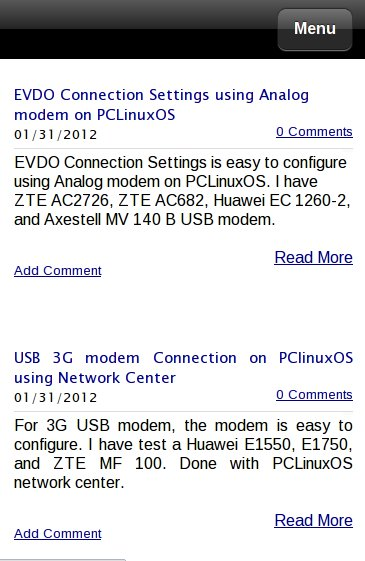 Menu
EVDO Connection Settings using Analog
modem on PCLinuxOS
01/31/2012
0 Comments
EVDO Connection Settings is easy to configure
using Analog modem on PCLinuxOS. I have
ZTE AC2726, ZTE AC682, Huawei EC 1260-2,
and Axestell MV 140 B USB modem.
Read More
Add Comment
USB 3G modem Connection on PClinuxOS
using Network Center
01/31/2012
0 Comments
For 3G USB modem, the modem is easy to
configure. I have test a Huawei E1550, E1750,
and ZTE MF 100. Done with PCLinuxOS
network center.
Read More
Add Comment